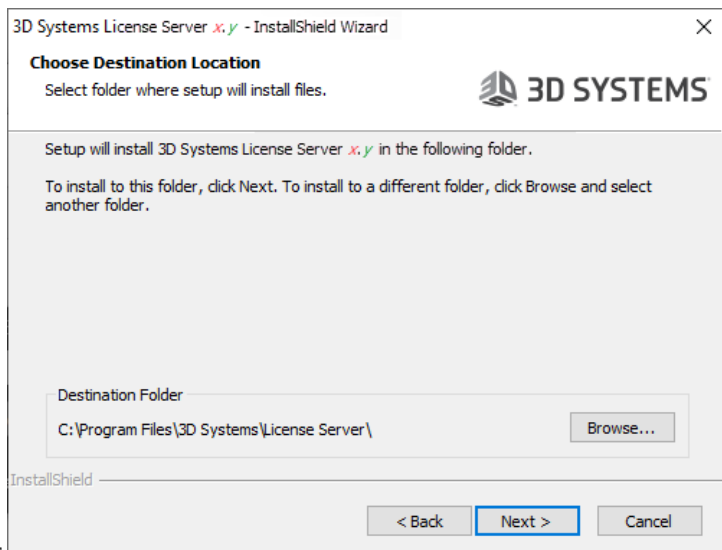 3D Systems License Server x.y - InstallShield Wizard
Choose Destination Location
Select folder where setup will install files.
3D SYSTEMS
Setup will install 3D Systems License Server x.y in the following folder.
To install to this folder, click Next. To install to a different folder, click Browse and select
another folder.
Destination Folder
C:\Program Files\3D Systems\License Server\
Browse...
InstallShield
< Back
Next >
Cancel